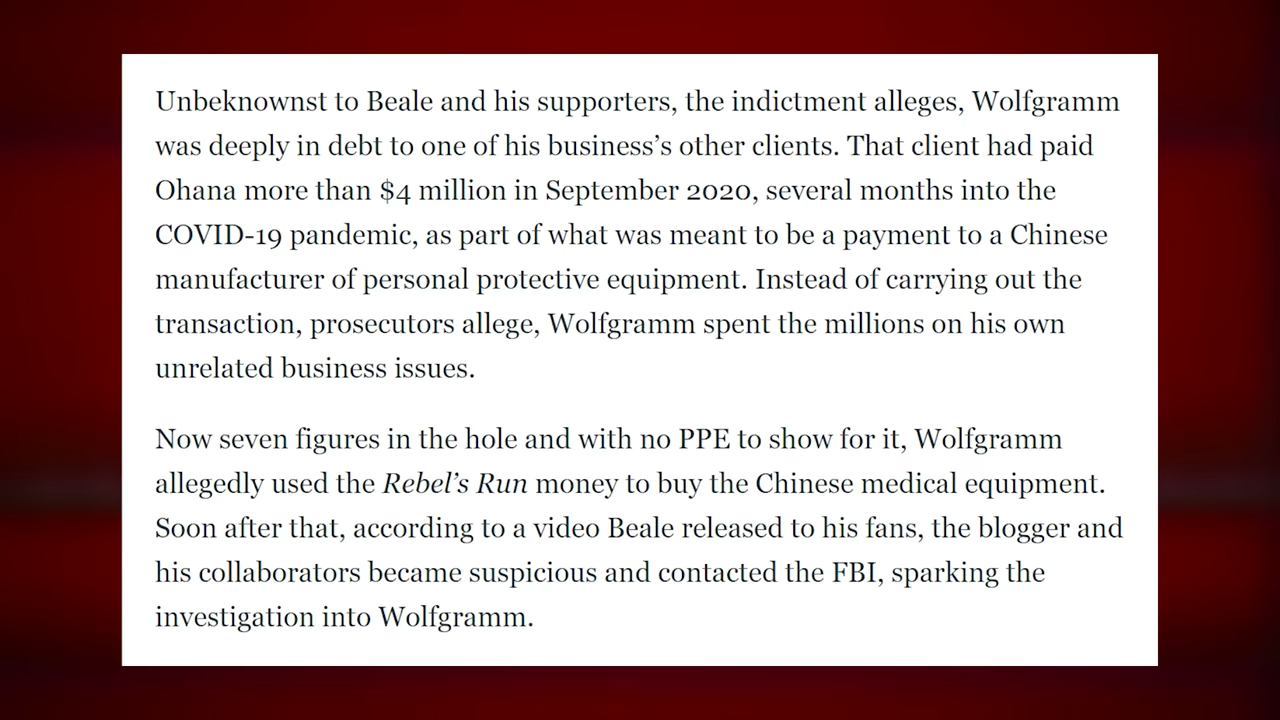 Unbeknownst to Beale and his supporters, the indictment alleges, Wolfgramm
was deeply in debt to one of his business’s other clients. That client had paid
Ohana more than $4 million in September 2020, several months into the
COVID-19 pandemic, as part of what was meant to be a payment to a Chinese
manufacturer of personal protective equipment. Instead of carrying out the
transaction, prosecutors allege, Wolfgramm spent the millions on his own
unrelated business issues.
Now seven figures in the hole and with no PPE to show for it, Wolfgramm
allegedly used the Rebel’s Run money to buy the Chinese medical equipment.
Soon after that, according to a video Beale released to his fans, the blogger and
his collaborators became suspicious and contacted the FBI, sparking the
investigation into Wolfgramm.